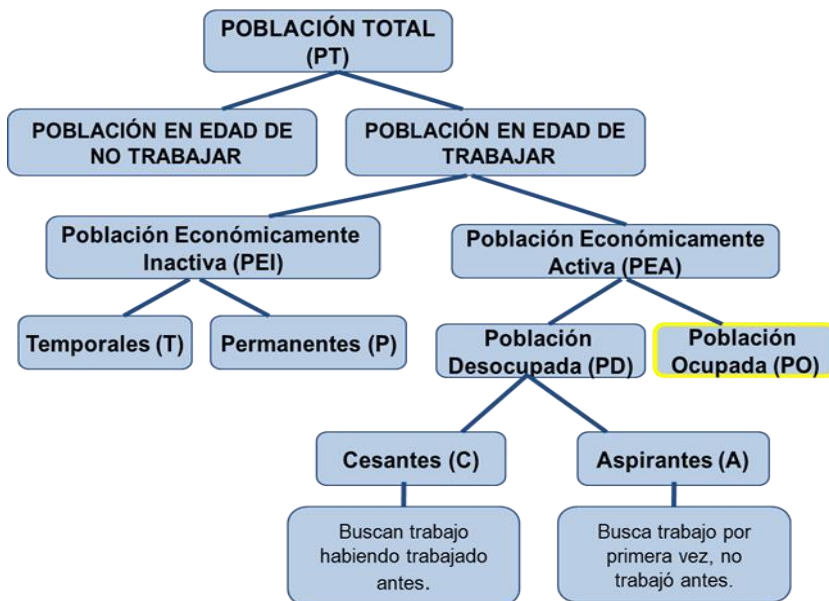 POBLACIÓN TOTAL
(PT)
POBLACIÓN EN EDAD DE
NO TRABAJAR
POBLACIÓN EN EDAD DE
TRABAJAR
Población Económicamente
Inactiva (PEI)
Población Económicamente
Activa (PEA)
Temporales (T)
Permanentes (P)
Población
Desocupada (PD)
Población
Ocupada (PO)
Cesantes (C)
Aspirantes (A)
Buscan trabajo
habiendo trabajado
antes.
Busca trabajo por
primera vez, no
trabajó antes.